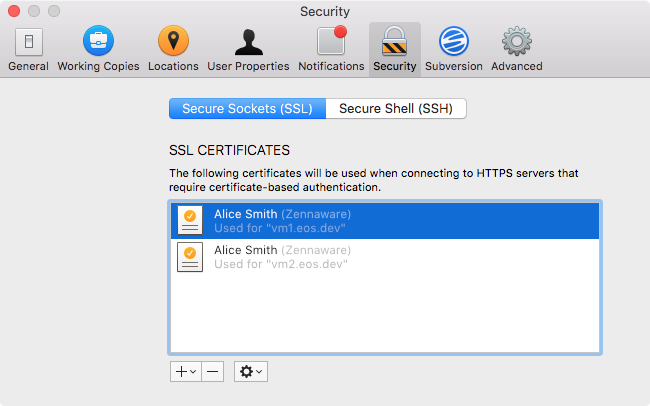 Security
General Working Copies Locations User Properties Notifications Security Subversion Advanced
Secure Sockets (SSL) Secure Shell (SSH)
SSL CERTIFICATES
The following certificates will be used when connecting to HTTPS servers that
require certificate-based authentication.
Alice Smith (Zennaware)
Used for "vm1.eos.dev"
Alice Smith (Zennaware)
Used for "vm2.eos.dev"